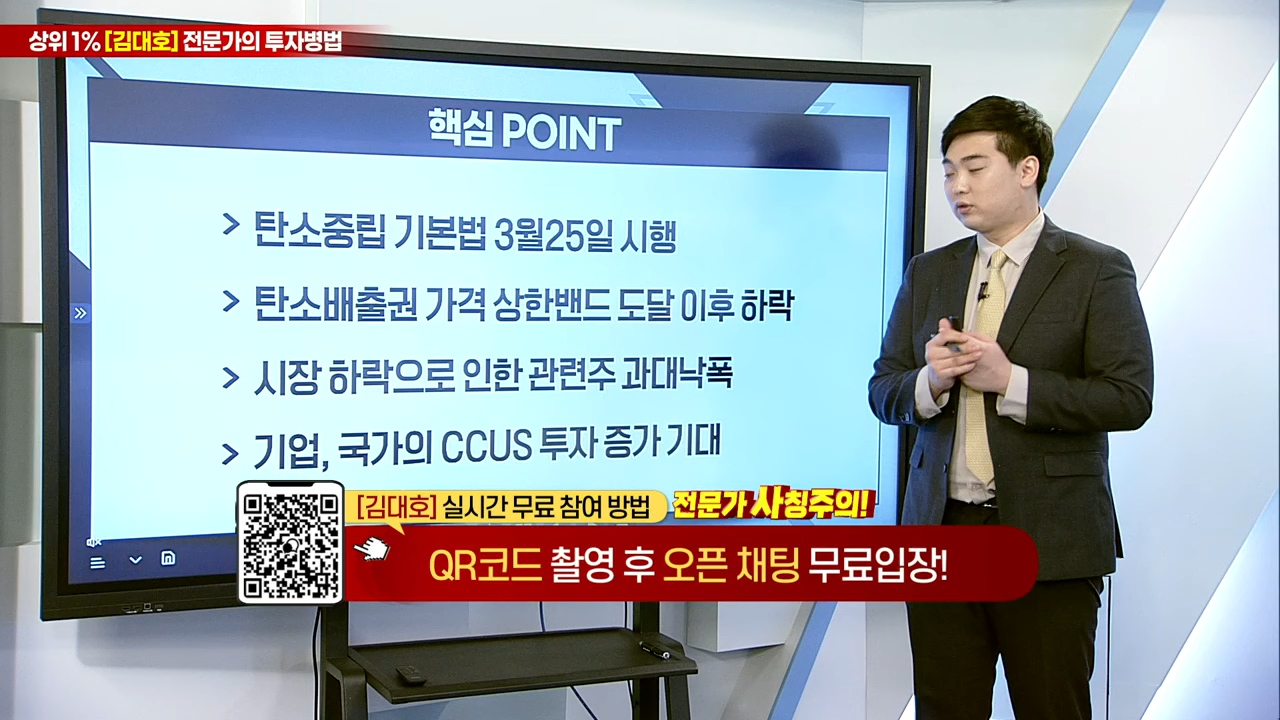 상위 1% [김대호] 전문가의 투자병법
핵심 POINT
> 탄소중립 기본법 3월25일 시행
> 탄소배출권 가격 상한밴드 도달 이후 하락
> 시장 하락으로 인한 관련주 과대낙폭
> 기업, 국가의 CCUS 투자 증가 기대
[김대호] 실시간 무료 참여 방법 전문가 사칭주의!
QR코드 촬영 후 오픈 채팅 무료입장!